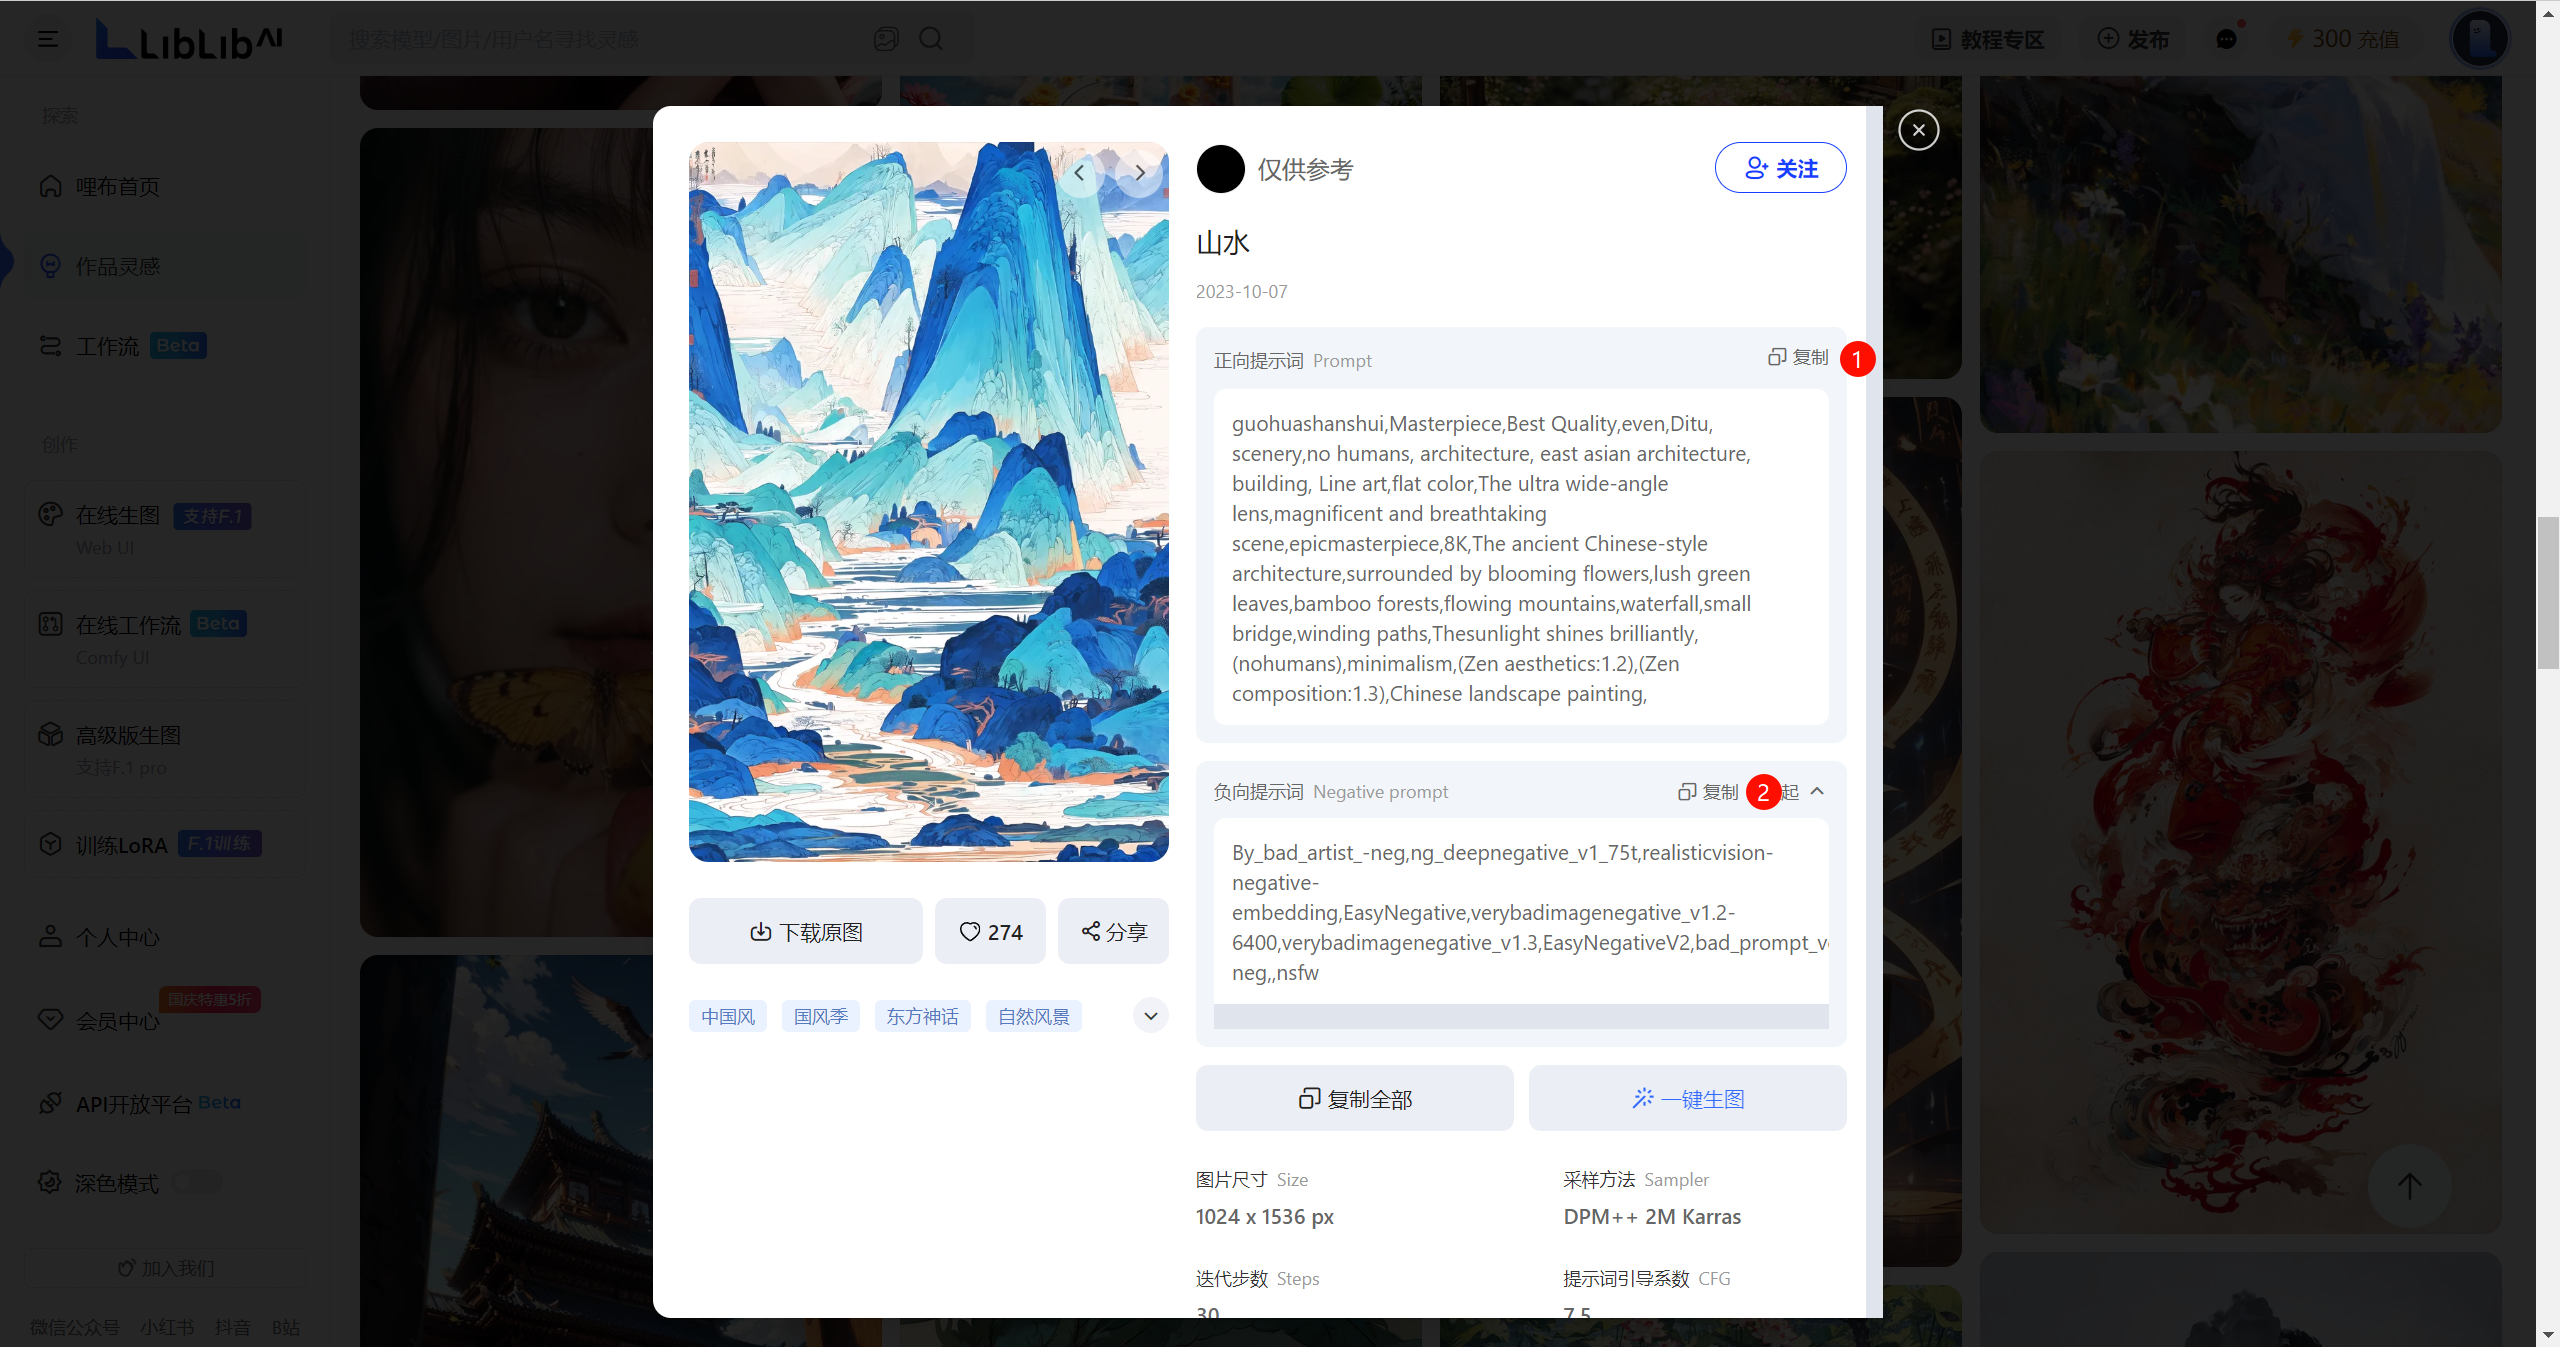 LIBLIBAI
搜索模型/图片/用户名寻找灵感
教程专区
发布
300 充值
探索
哩布首页
作品灵感
工作流 Beta
创作
在线生图 支持F.1
Web UI
在线工作流 Beta
Comfy UI
高级版生图
支持F.1 pro
训练LoRA F.1训练
个人中心
国庆特惠5折
会员中心
API开放平台 Beta
深色模式
加入我们
微信公众号 小红书 抖音 B站
下载原图
274
分享
中国风 国风季 东方神话 自然风景
仅供参考
关注
山水
2023-10-07
正向提示词 Prompt
复制 1
guohuashanshui,Masterpiece,Best Quality,even,Ditu,
scenery,no humans, architecture, east asian architecture,
building, Line art,flat color,The ultra wide-angle
lens,magnificent and breathtaking
scene,epicmasterpiece,8K,The ancient Chinese-style
architecture,surrounded by blooming flowers,lush green
leaves,bamboo forests,flowing mountains,waterfall,small
bridge,winding paths,Thesunlight shines brilliantly,
(nohumans),minimalism,(Zen aesthetics:1.2),(Zen
composition:1.3),Chinese landscape painting,
负向提示词 Negative prompt
复制 2 起
By_bad_artist_-neg,ng_deepnegative_v1_75t,realisticvision-
negative-
embedding,EasyNegative,verybadimagenegative_v1.2-
6400,verybadimagenegative_v1.3,EasyNegativeV2,bad_prompt_v
neg,,nsfw
复制全部
一键生图
图片尺寸 Size
1024 x 1536 px
采样方法 Sampler
DPM++ 2M Karras
迭代步数 Steps
30
提示词引导系数 CFG
7.5